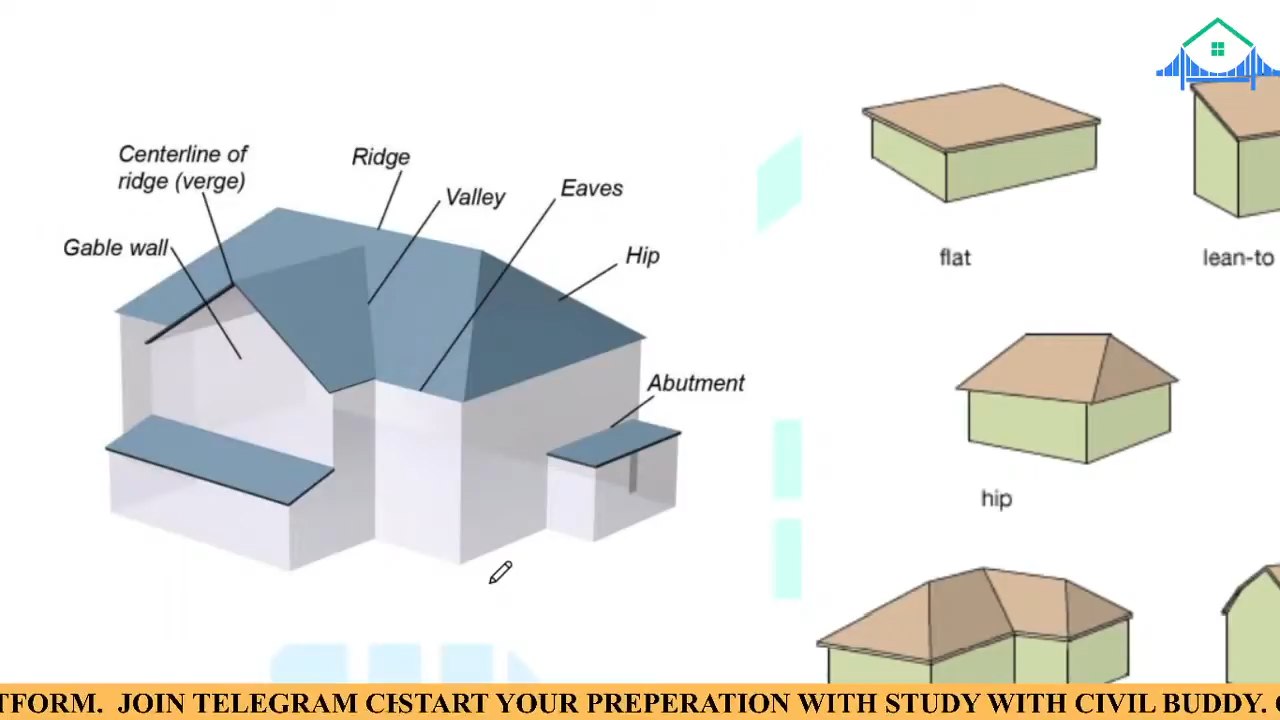 Centerline of
ridge (verge)
Ridge
Valley
Eaves
Gable wall
Hip
Abutment
flat
lean-to
hip
TFORM. JOIN TELEGRAM CISTART YOUR PREPERATION WITH STUDY WITH CIVIL BUDDY.